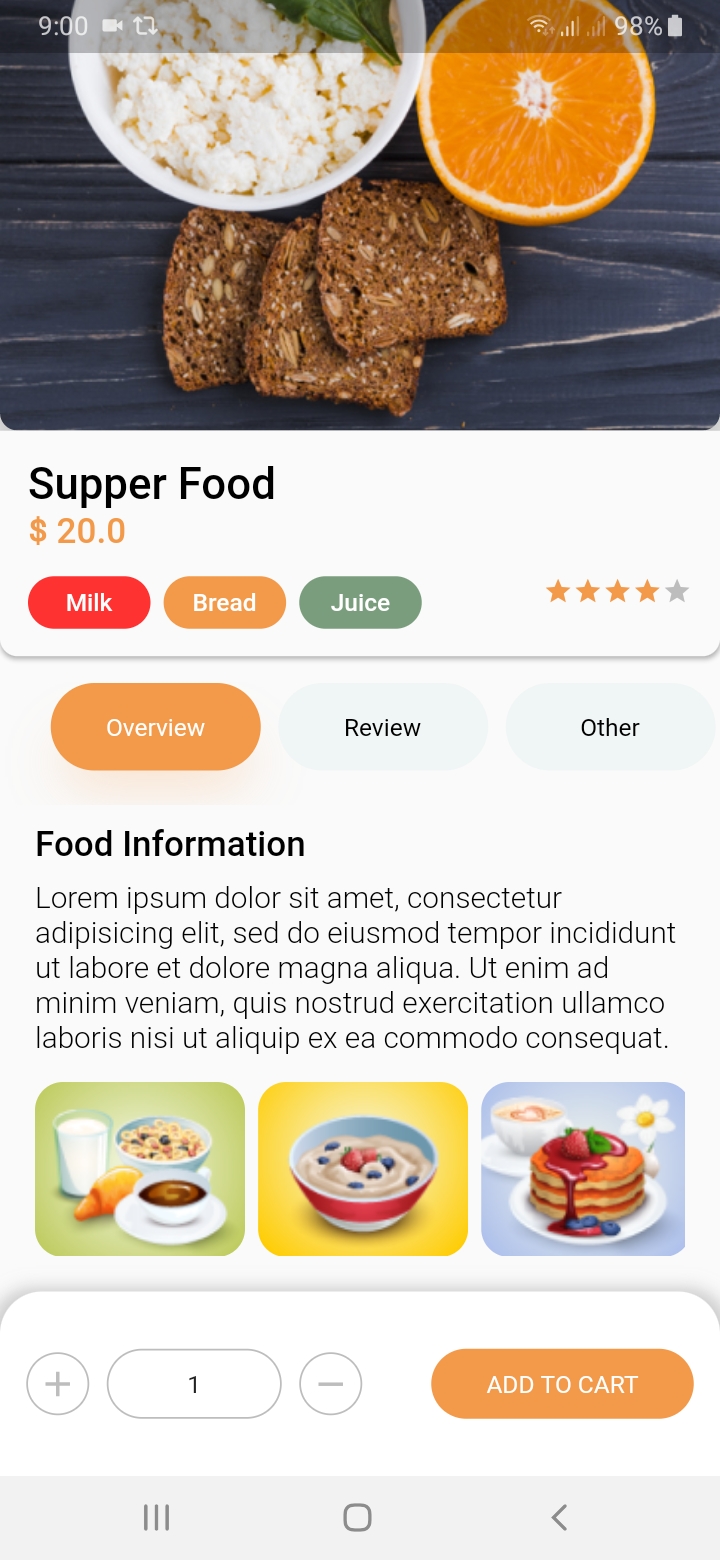 9:00 98%
Supper Food
$ 20.0
Milk Bread Juice
Overview Review Other
Food Information
Lorem ipsum dolor sit amet, consectetur
adipisicing elit, sed do eiusmod tempor incididunt
ut labore et dolore magna aliqua. Ut enim ad
minim veniam, quis nostrud exercitation ullamco
laboris nisi ut aliquip ex ea commodo consequat.
1 ADD TO CART